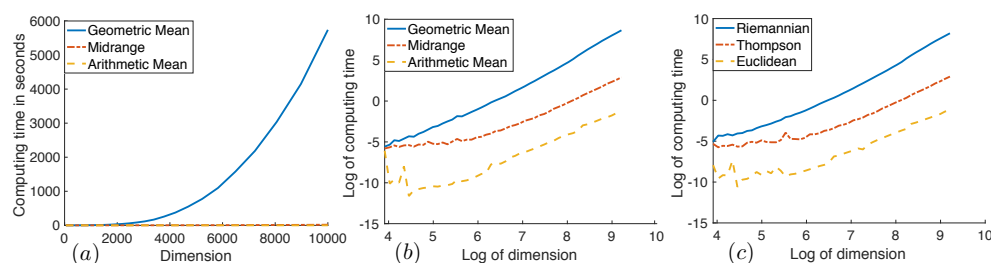 Computing time in seconds
6000
5000
4000
3000
2000
1000
0
0 2000 4000 6000 8000 10000
Dimension
(a)
Geometric Mean
Midrange
Arithmetic Mean
Log of computing time
10
5
0
-5
-10
-15
4 5 6 7 8 9 10
Log of dimension
(b)
Geometric Mean
Midrange
Arithmetic Mean
Log of computing time
10
5
0
-5
-10
-15
4 5 6 7 8 9 10
Log of dimension
(c)
Riemannian
Thompson
Euclidean